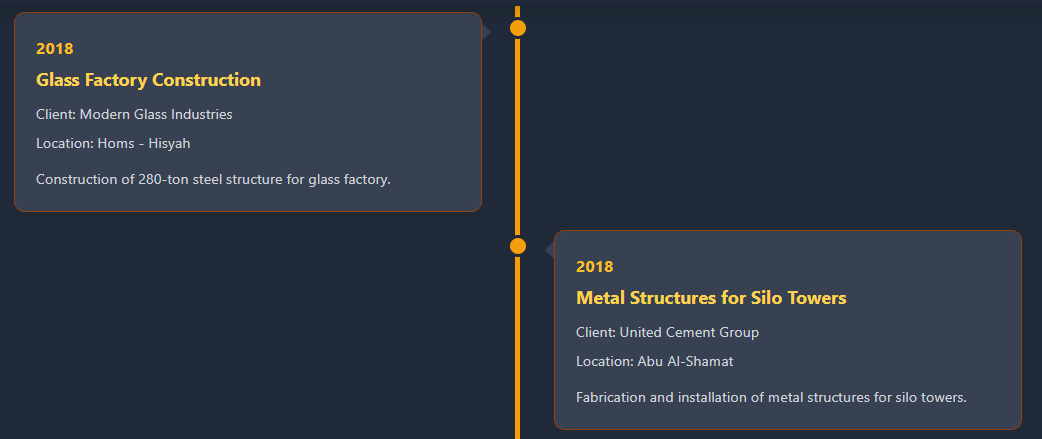 2018
Glass Factory Construction
Client: Modern Glass Industries
Location: Homs - Hisyah
Construction of 280-ton steel structure for glass factory.
2018
Metal Structures for Silo Towers
Client: United Cement Group
Location: Abu Al-Shamat
Fabrication and installation of metal structures for silo towers.